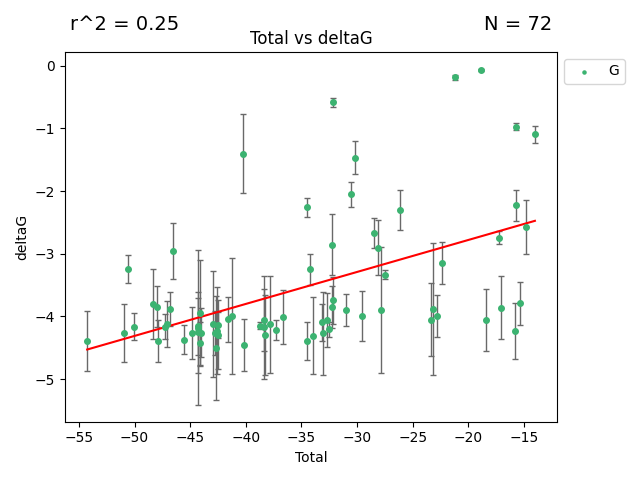 r^2 = 0.25
N = 72
Total vs deltaG
G
deltaG
0
−1
−2
−3
−4
−5
−55 −50 −45 −40 −35 −30 −25 −20 −15
Total